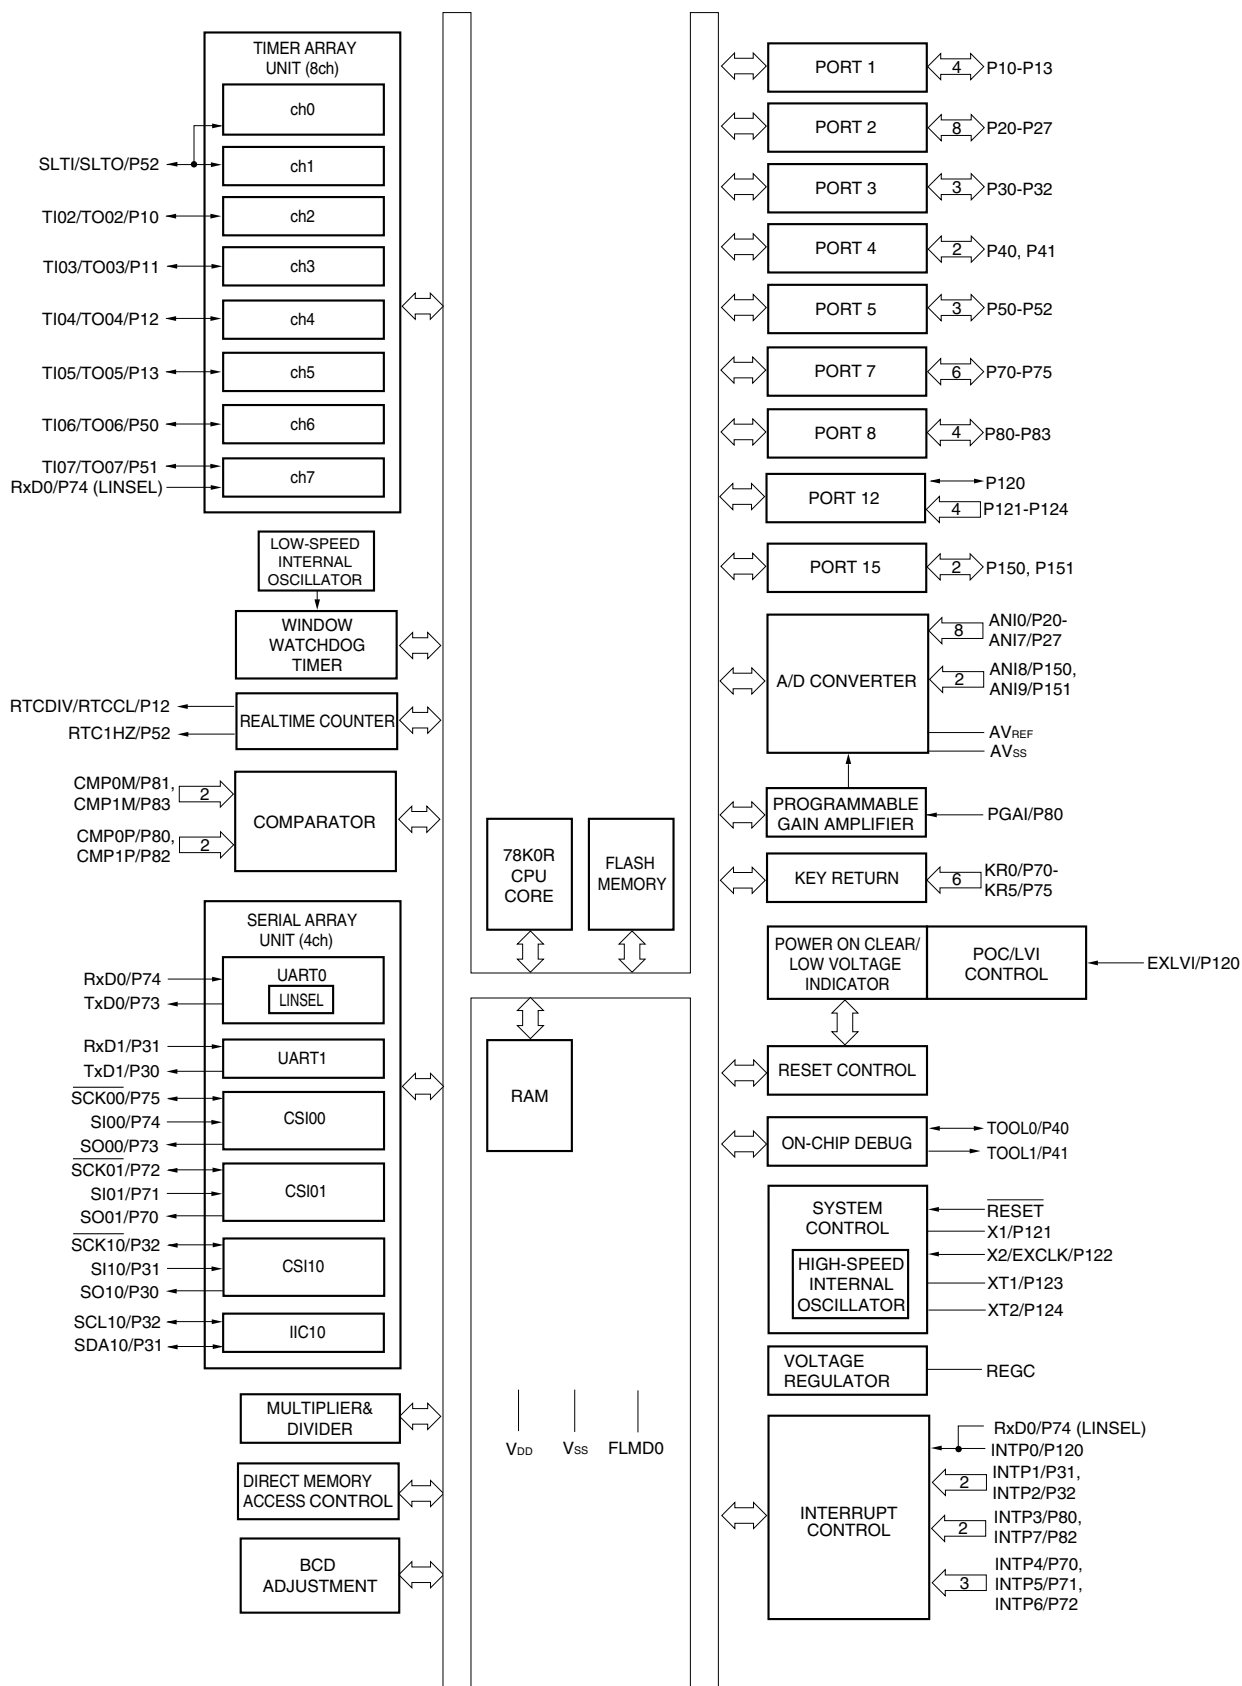 TIMER ARRAY
UNIT (8ch)
ch0
SLTI/SLTO/P52
ch1
TI02/TO02/P10
ch2
TI03/TO03/P11
ch3
TI04/TO04/P12
ch4
TI05/TO05/P13
ch5
TI06/TO06/P50
ch6
TI07/TO07/P51
RxD0/P74 (LINSEL)
ch7
LOW-SPEED
INTERNAL
OSCILLATOR
WINDOW
WATCHDOG
TIMER
RTCDIV/RTCCL/P12
RTC1HZ/P52
REALTIME COUNTER
CMP0M/P81,
CMP1M/P83
2
CMP0P/P80,
CMP1P/P82
2
COMPARATOR
SERIAL ARRAY
UNIT (4ch)
RxD0/P74
TxD0/P73
UART0
LINSEL
RxD1/P31
TxD1/P30
UART1
SCK00/P75
SI00/P74
SO00/P73
CSI00
SCK01/P72
SI01/P71
SO01/P70
CSI01
SCK10/P32
SI10/P31
SO10/P30
CSI10
SCL10/P32
SDA10/P31
IIC10
MULTIPLIER&
DIVIDER
DIRECT MEMORY
ACCESS CONTROL
BCD
ADJUSTMENT
78K0R
CPU
CORE
FLASH
MEMORY
RAM
VDD
VSS
FLMD0
PORT 1
4
P10-P13
PORT 2
8
P20-P27
PORT 3
3
P30-P32
PORT 4
2
P40, P41
PORT 5
3
P50-P52
PORT 7
6
P70-P75
PORT 8
4
P80-P83
PORT 12
P120
4
P121-P124
PORT 15
2
P150, P151
A/D CONVERTER
8
ANI0/P20-
ANI7/P27
2
ANI8/P150,
ANI9/P151
AVREF
AVSS
PROGRAMMABLE
GAIN AMPLIFIER
PGAI/P80
KEY RETURN
6
KR0/P70-
KR5/P75
POWER ON CLEAR/
LOW VOLTAGE
INDICATOR
POC/LVI
CONTROL
EXLVI/P120
RESET CONTROL
ON-CHIP DEBUG
TOOL0/P40
TOOL1/P41
SYSTEM
CONTROL
HIGH-SPEED
INTERNAL
OSCILLATOR
RESET
X1/P121
X2/EXCLK/P122
XT1/P123
XT2/P124
VOLTAGE
REGULATOR
REGC
INTERRUPT
CONTROL
RxD0/P74 (LINSEL)
INTP0/P120
2
INTP1/P31,
INTP2/P32
2
INTP3/P80,
INTP7/P82
3
INTP4/P70,
INTP5/P71,
INTP6/P72